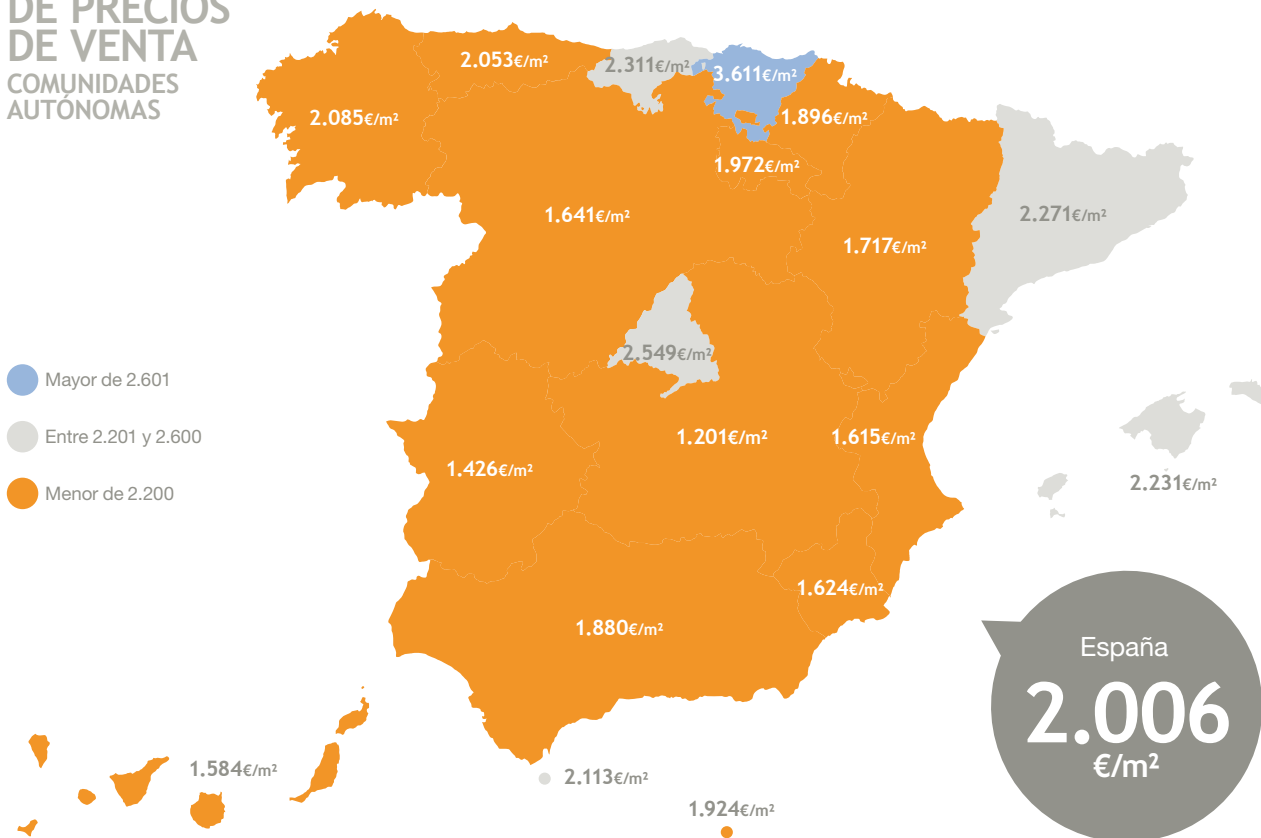 DE PRECIOS
DE VENTA
COMUNIDADES
AUTÓNOMAS
2.053€/m²
2.311€/m²
3.611€/m²
2.085€/m²
1.896€/m²
1.972€/m²
1.641€/m²
2.271€/m²
1.717€/m²
2.549€/m²
Mayor de 2.601
Entre 2.201 y 2.600
Menor de 2.200
1.201€/m²
1.615€/m²
1.426€/m²
2.231€/m²
1.624€/m²
1.880€/m²
España
2.006
€/m²
1.584€/m²
2.113€/m²
1.924€/m²